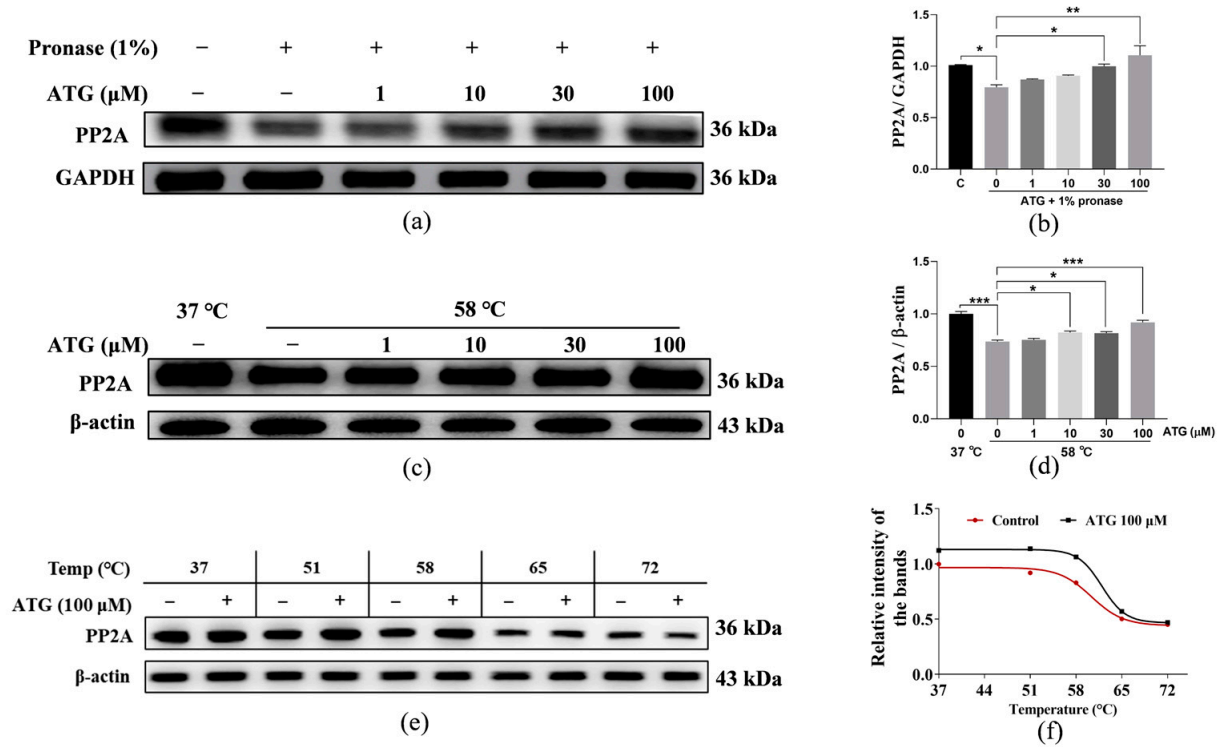 Pronase (1%) – + + + + +
ATG (μM) – – 1 10 30 100
PP2A 36 kDa
GAPDH 36 kDa
(a)
PP2A/ GAPDH
1.5
1.0
0.5
0.0
* * **
C 0 1 10 30 100
ATG + 1% pronase
(b)
37 °C 58 °C
ATG (μM) – – 1 10 30 100
PP2A 36 kDa
β-actin 43 kDa
(c)
PP2A / β-actin
1.5
1.0
0.5
0.0
*** * * ***
0 0 1 10 30 100 ATG (μM)
37 °C 58 °C
(d)
Temp (°C) 37 51 58 65 72
ATG (100 μM) – + – + – + – + – +
PP2A 36 kDa
β-actin 43 kDa
(e)
Relative intensity of
the bands
1.5
1.0
0.5
0.0
Control ATG 100 μM
37 44 51 58 65 72
Temperature (°C)
(f)